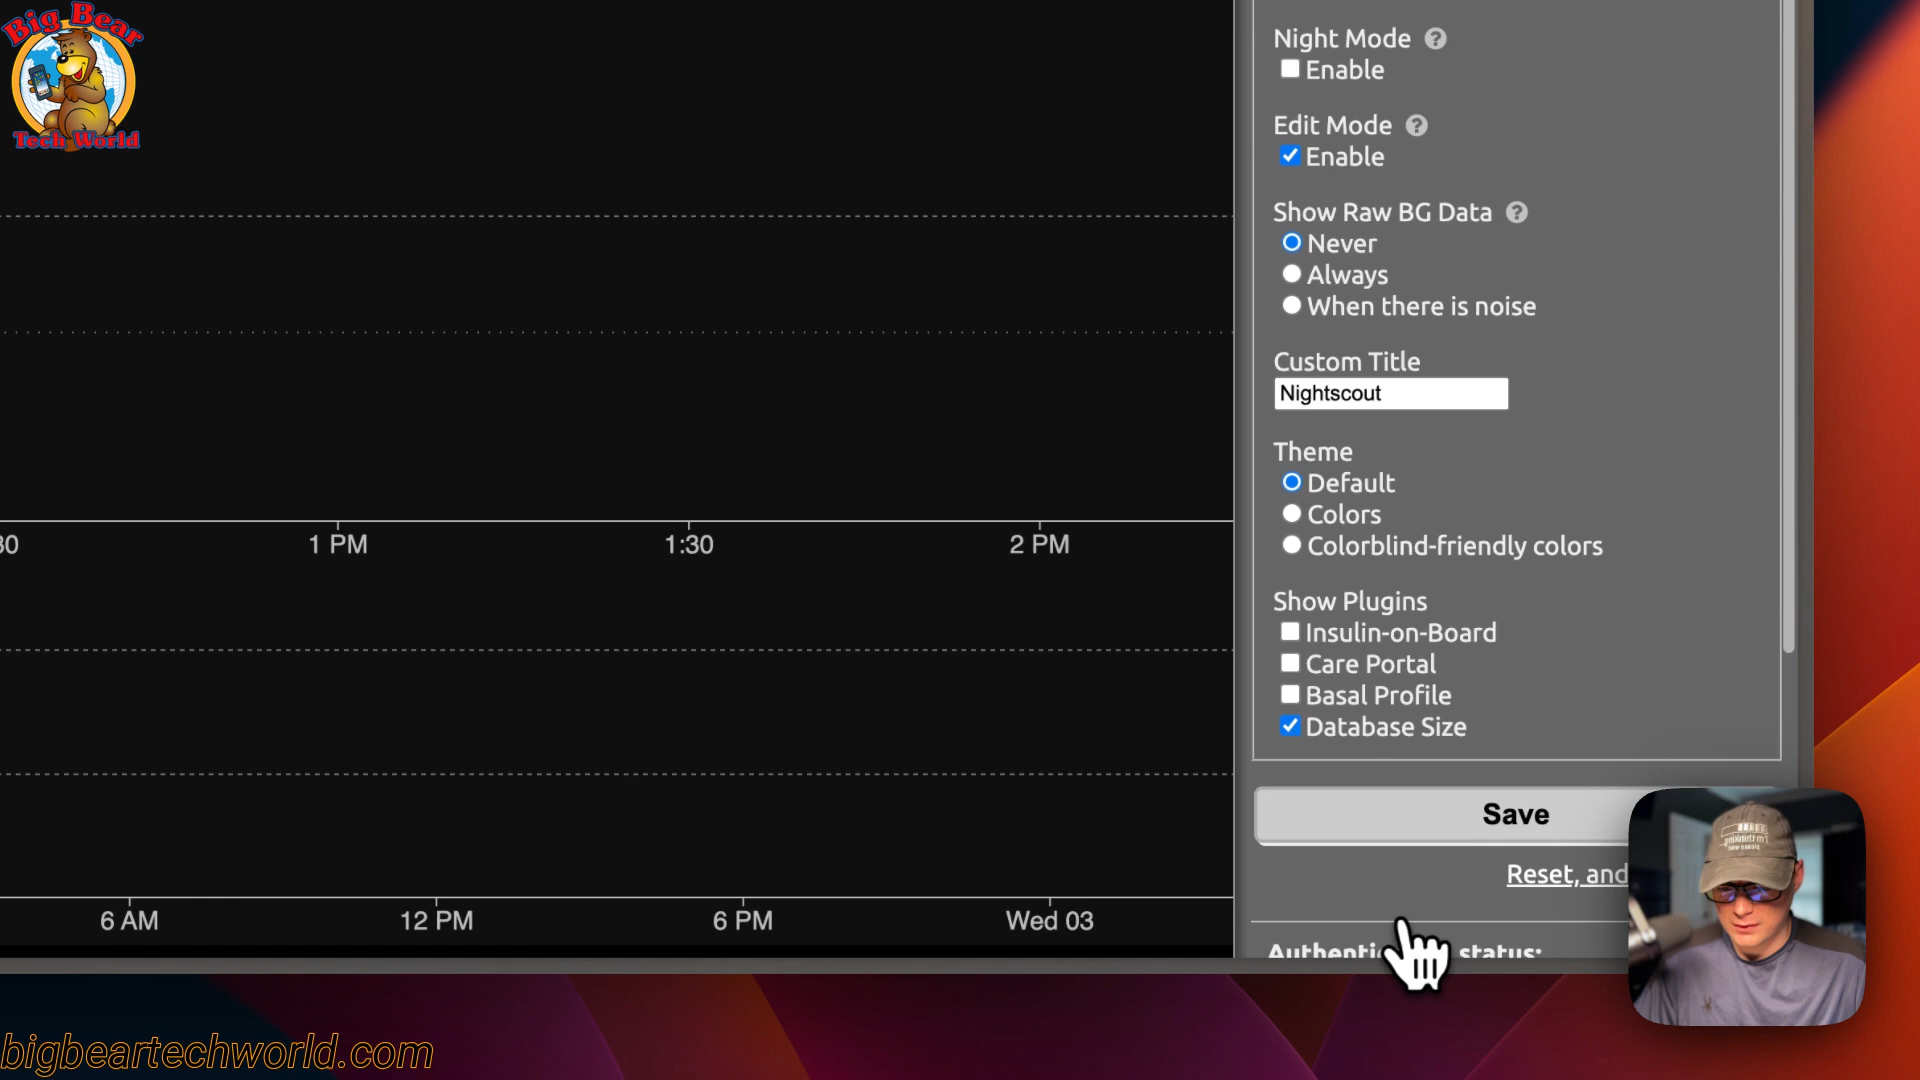 Big Bear
Tech World
Night Mode ?
Enable
Edit Mode ?
Enable
Show Raw BG Data ?
Never
Always
When there is noise
Custom Title
Nightscout
Theme
Default
Colors
Colorblind-friendly colors
Show Plugins
Insulin-on-Board
Care Portal
Basal Profile
Database Size
Save
Reset, and
status:
30
1 PM
1:30
2 PM
6 AM
12 PM
6 PM
Wed 03
bigbeartechworld.com